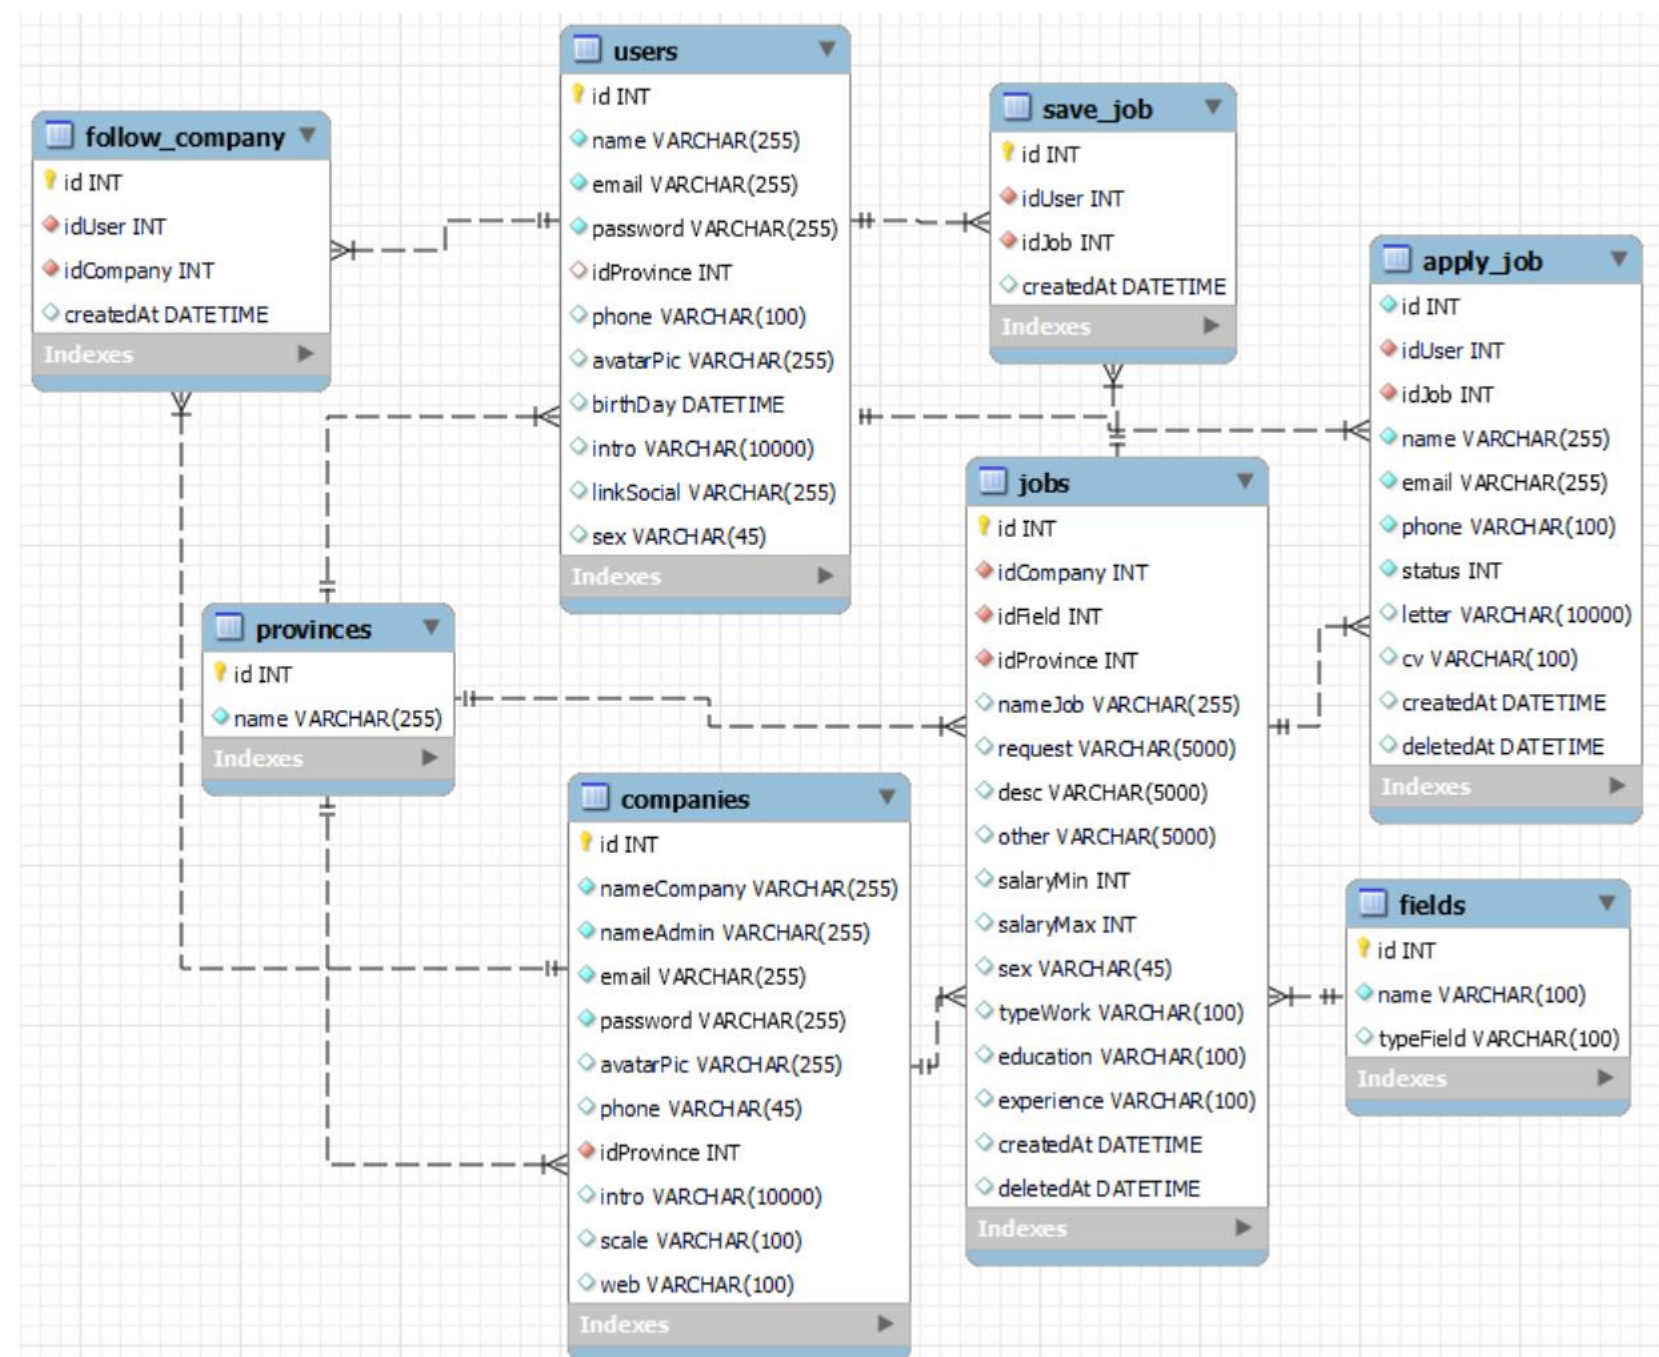 follow_company
id INT
idUser INT
idCompany INT
createdAt DATETIME
Indexes
users
id INT
name VARCHAR(255)
email VARCHAR(255)
password VARCHAR(255)
idProvince INT
phone VARCHAR(100)
avatarPic VARCHAR(255)
birthDay DATETIME
intro VARCHAR(10000)
linkSocial VARCHAR(255)
sex VARCHAR(45)
Indexes
save_job
id INT
idUser INT
idJob INT
createdAt DATETIME
Indexes
apply_job
id INT
idUser INT
idJob INT
name VARCHAR(255)
email VARCHAR(255)
phone VARCHAR(100)
status INT
letter VARCHAR(10000)
cv VARCHAR(100)
createdAt DATETIME
deletedAt DATETIME
Indexes
provinces
id INT
name VARCHAR(255)
Indexes
companies
id INT
nameCompany VARCHAR(255)
nameAdmin VARCHAR(255)
email VARCHAR(255)
password VARCHAR(255)
avatarPic VARCHAR(255)
phone VARCHAR(45)
idProvince INT
intro VARCHAR(10000)
scale VARCHAR(100)
web VARCHAR(100)
Indexes
jobs
id INT
idCompany INT
idField INT
idProvince INT
nameJob VARCHAR(255)
request VARCHAR(5000)
desc VARCHAR(5000)
other VARCHAR(5000)
salaryMin INT
salaryMax INT
sex VARCHAR(45)
typeWork VARCHAR(100)
education VARCHAR(100)
experience VARCHAR(100)
createdAt DATETIME
deletedAt DATETIME
Indexes
fields
id INT
name VARCHAR(100)
typeField VARCHAR(100)
Indexes